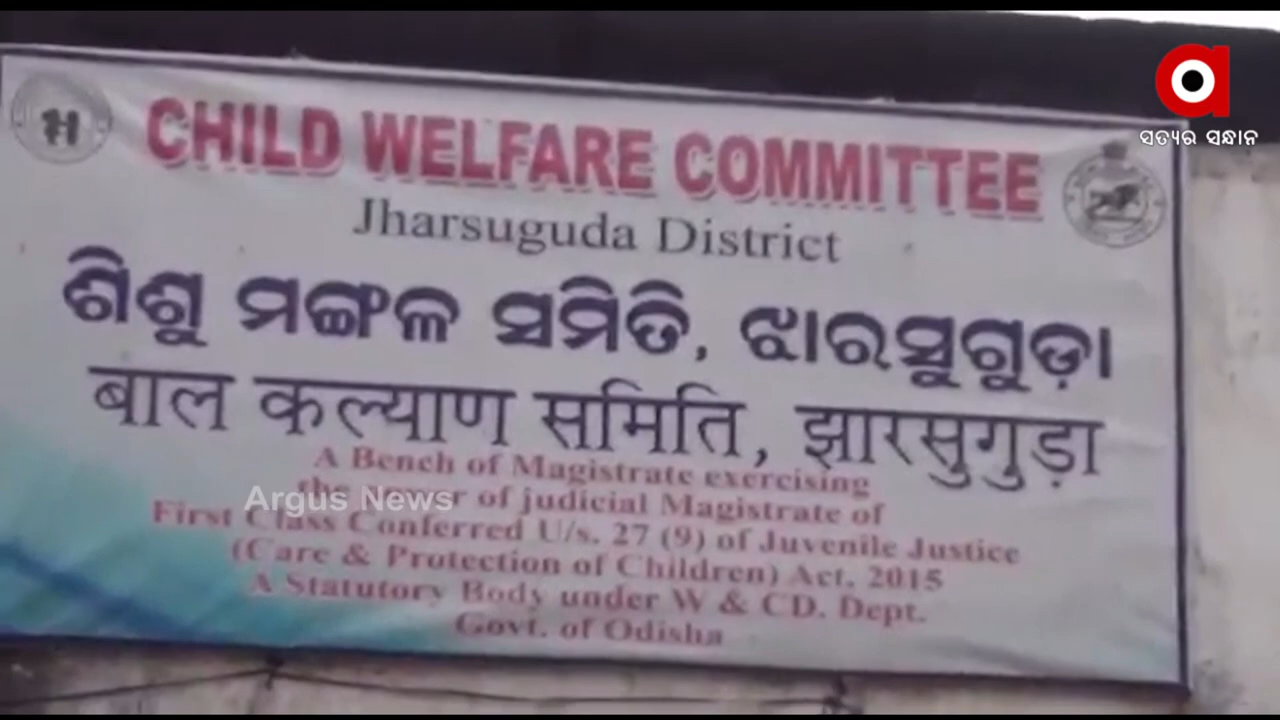 CHILD WELFARE COMMITTEE
Jharsuguda District
ଶିଶୁ ମଙ୍ଗଳ ସମିତି, ଝାରସୁଗୁଡ଼ା
बाल कल्याण समिति, झारसुगुड़ा
A Bench of Magistrate exercising
the power of judicial Magistrate of
First Class Conferred U/s. 27 (9) of Juvenile Justice
(Care & Protection of Children) Act. 2015
A Statutory Body under W & CD. Dept.
Govt. of Odisha
Argus News
ସତ୍ୟର ସନ୍ଧାନ